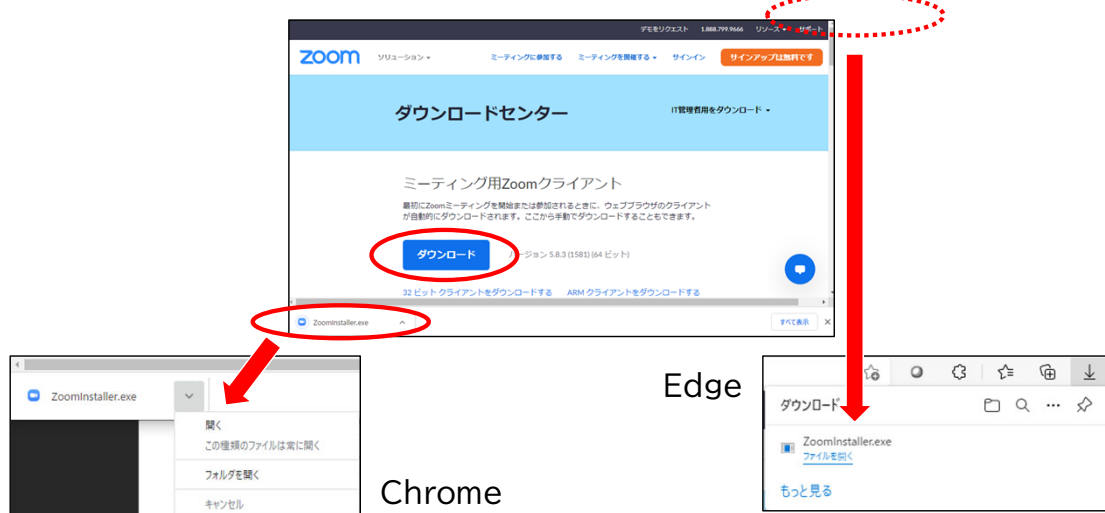 デモをリクエスト 1.888.799.9666 リソース サポート
zoom ソリューション ミーティングに参加する ミーティングを開催する サインイン サインアップは無料です
ダウンロードセンター IT管理者用をダウンロード
ミーティング用Zoomクライアント
最初にZoomミーティングを開始または参加されるときに、ウェブブラウザのクライアント
が自動的にダウンロードされます。ここから手動でダウンロードすることもできます。
ダウンロード バージョン 5.8.3 (1581) (64 ビット)
32 ビット クライアントをダウンロードする ARM クライアントをダウンロードする
ZoomInstaller.exe すべて表示
ZoomInstaller.exe
開く
この種類のファイルは常に開く
フォルダを開く
キャンセル
Chrome
Edge
ダウンロード
ZoomInstaller.exe
ファイルを開く
もっと見る